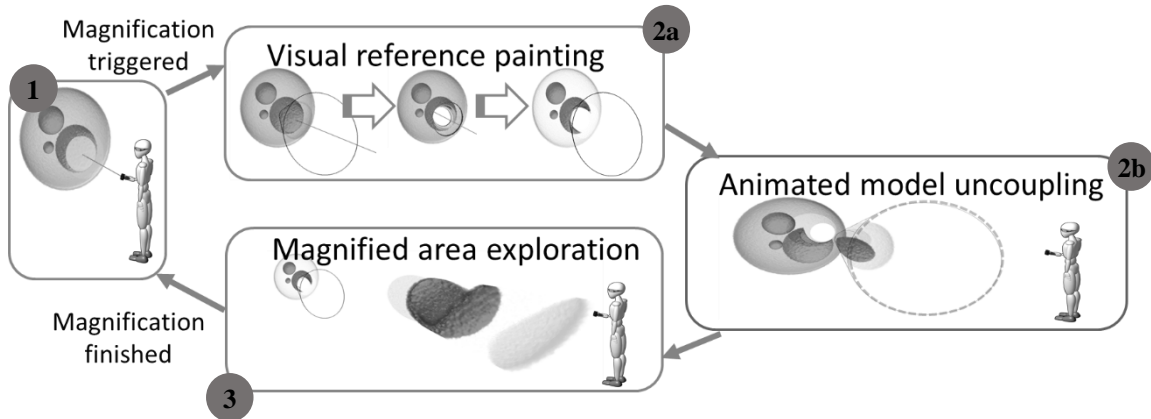 1
Magnification
triggered
2a
Visual reference painting
2b
Animated model uncoupling
3
Magnified area exploration
Magnification
finished